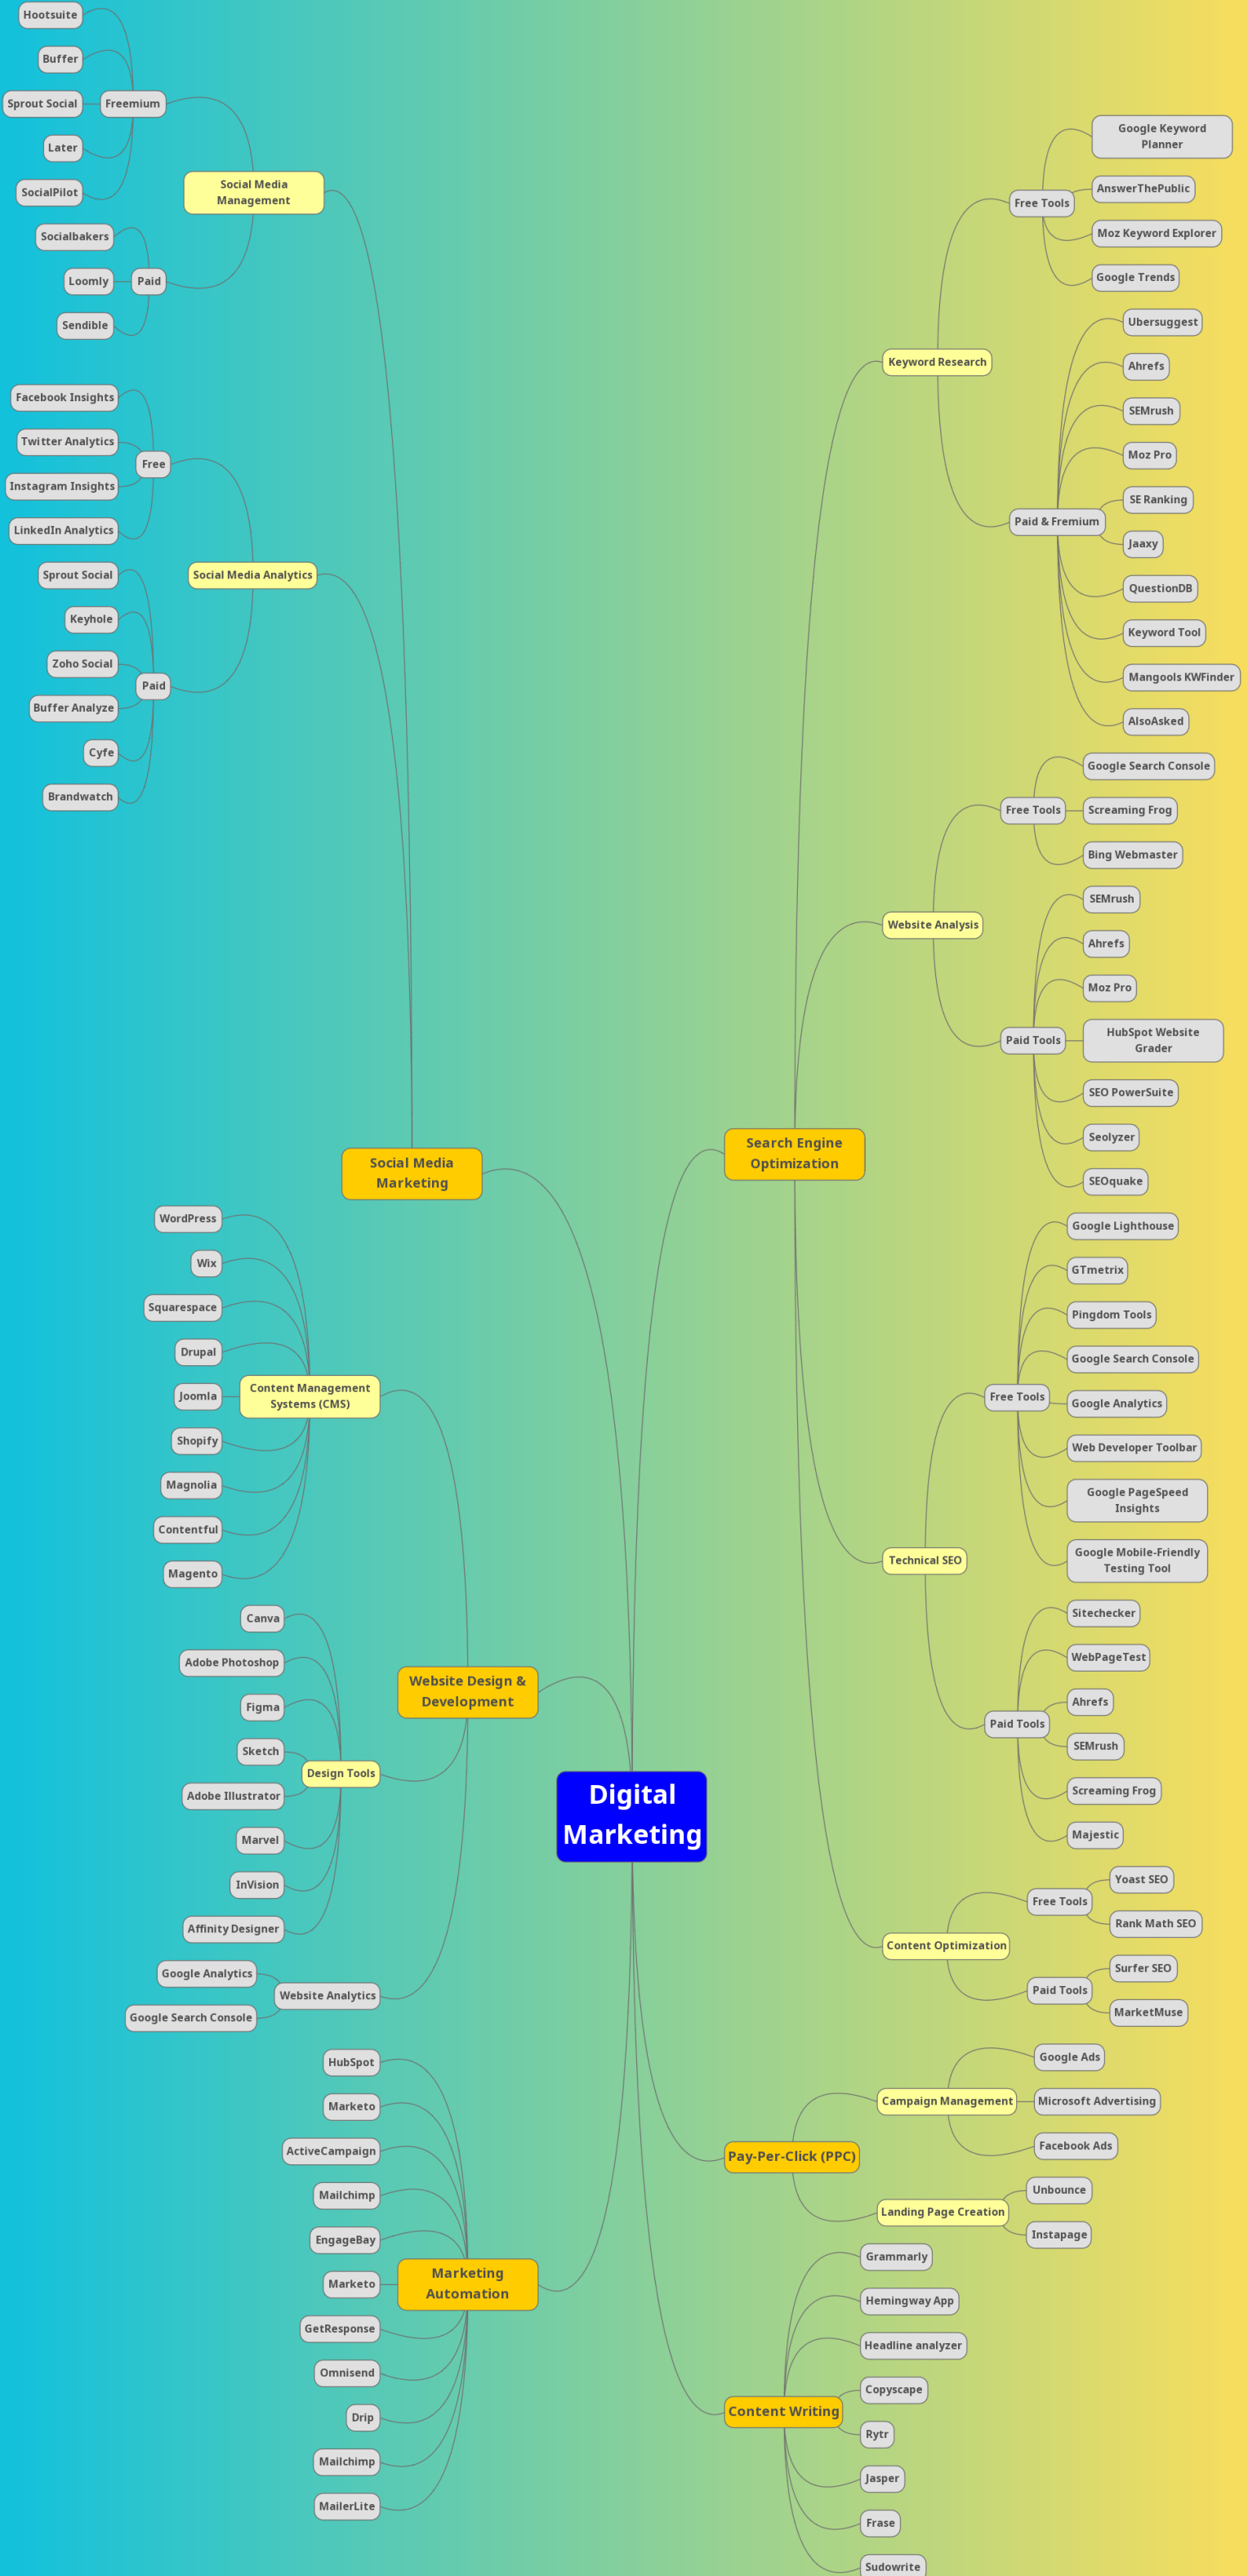 Digital
Marketing
Search Engine
Optimization
Keyword Research
Free Tools
Google Keyword
Planner
AnswerThePublic
Moz Keyword Explorer
Google Trends
Paid & Fremium
Ubersuggest
Ahrefs
SEMrush
Moz Pro
SE Ranking
Jaaxy
QuestionDB
Keyword Tool
Mangools KWFinder
AlsoAsked
Website Analysis
Free Tools
Google Search Console
Screaming Frog
Bing Webmaster
Paid Tools
SEMrush
Ahrefs
Moz Pro
HubSpot Website
Grader
SEO PowerSuite
Seolyzer
SEOquake
Technical SEO
Free Tools
Google Lighthouse
GTmetrix
Pingdom Tools
Google Search Console
Google Analytics
Web Developer Toolbar
Google PageSpeed
Insights
Google Mobile-Friendly
Testing Tool
Paid Tools
Sitechecker
WebPageTest
Ahrefs
SEMrush
Screaming Frog
Majestic
Content Optimization
Free Tools
Yoast SEO
Rank Math SEO
Paid Tools
Surfer SEO
MarketMuse
Pay-Per-Click (PPC)
Campaign Management
Google Ads
Microsoft Advertising
Facebook Ads
Landing Page Creation
Unbounce
Instapage
Content Writing
Grammarly
Hemingway App
Headline analyzer
Copyscape
Rytr
Jasper
Frase
Sudowrite
Social Media
Marketing
Social Media
Management
Freemium
Hootsuite
Buffer
Sprout Social
Later
SocialPilot
Paid
Socialbakers
Loomly
Sendible
Social Media Analytics
Free
Facebook Insights
Twitter Analytics
Instagram Insights
LinkedIn Analytics
Paid
Sprout Social
Keyhole
Zoho Social
Buffer Analyze
Cyfe
Brandwatch
Website Design &
Development
Content Management
Systems (CMS)
WordPress
Wix
Squarespace
Drupal
Joomla
Shopify
Magnolia
Contentful
Magento
Design Tools
Canva
Adobe Photoshop
Figma
Sketch
Adobe Illustrator
Marvel
InVision
Affinity Designer
Website Analytics
Google Analytics
Google Search Console
Marketing
Automation
HubSpot
Marketo
ActiveCampaign
Mailchimp
EngageBay
Marketo
GetResponse
Omnisend
Drip
Mailchimp
MailerLite